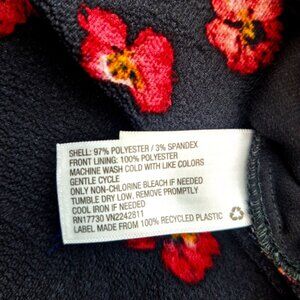 SHELL: 97% POLYESTER / 3% SPANDEX
FRONT LINING: 100% POLYESTER
MACHINE WASH COLD WITH LIKE COLORS
GENTLE CYCLE
ONLY NON-CHLORINE BLEACH IF NEEDED
TUMBLE DRY LOW. REMOVE PROMPTLY
COOL IRON IF NEEDED
RN17730 VN2242811
LABEL MADE FROM 100% RECYCLED PLASTIC